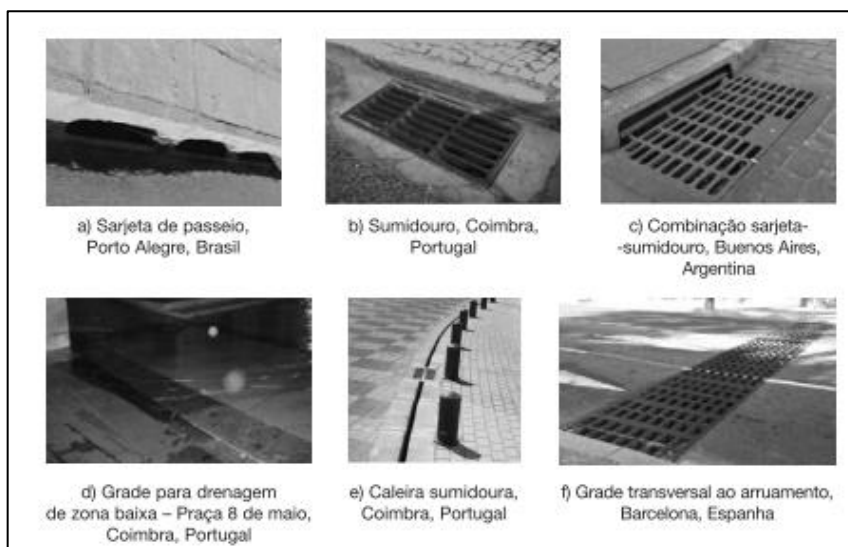 a) Sarjeta de passeio,
Porto Alegre, Brasil
b) Sumidouro, Coimbra,
Portugal
c) Combinação sarjeta-
-sumidouro, Buenos Aires,
Argentina
d) Grade para drenagem
de zona baixa – Praça 8 de maio,
Coimbra, Portugal
e) Caleira sumidoura,
Coimbra, Portugal
f) Grade transversal ao arruamento,
Barcelona, Espanha